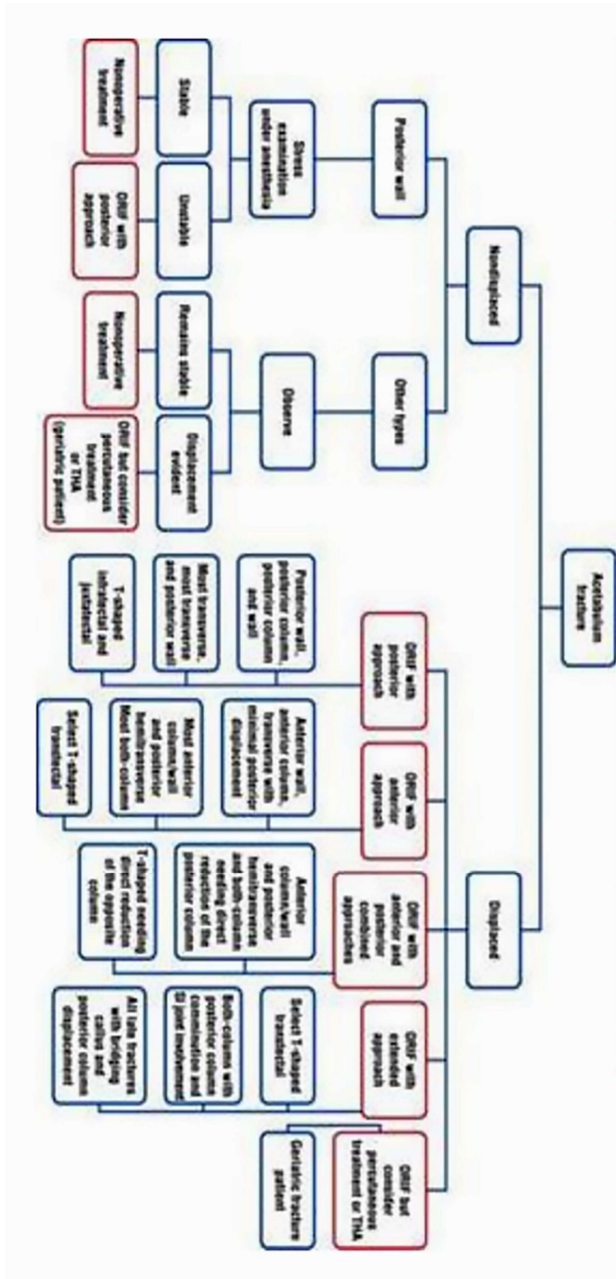 Acetabulum
fracture
Nondisplaced
Displaced
Posterior wall
Other types
Stress
examination
under anesthesia
Observe
Stable
Unstable
Remains stable
Displacement
evident
Nonoperative
treatment
ORIF with
posterior
approach
Nonoperative
treatment
ORIF but consider
percutaneous
treatment
or THA
(geriatric patient)
ORIF with
posterior
approach
Posterior wall,
posterior column,
posterior column
and wall
Most transverse,
most transverse
and posterior wall
T-shaped
infratectal and
juxtatectal
ORIF with
anterior
approach
Anterior wall,
anterior column,
transverse with
minimal posterior
displacement
Most anterior
column/wall
and posterior
hemitransverse
Most both-column
Select T-shaped
transtectal
ORIF with
anterior and
posterior
combined
approaches
Anterior
column/wall
and posterior
hemitransverse
and both-column
needing direct
reduction of the
posterior column
T-shaped needing
direct reduction
of the opposite
column
ORIF with
extended
approach
Select T-shaped
transtectal
Both-column with
posterior column
comminution and
SI joint involvement
All late fractures
with bridging
callus and
posterior column
displacement
ORIF but
consider
percutaneous
treatment or THA
Geriatric fracture
patient